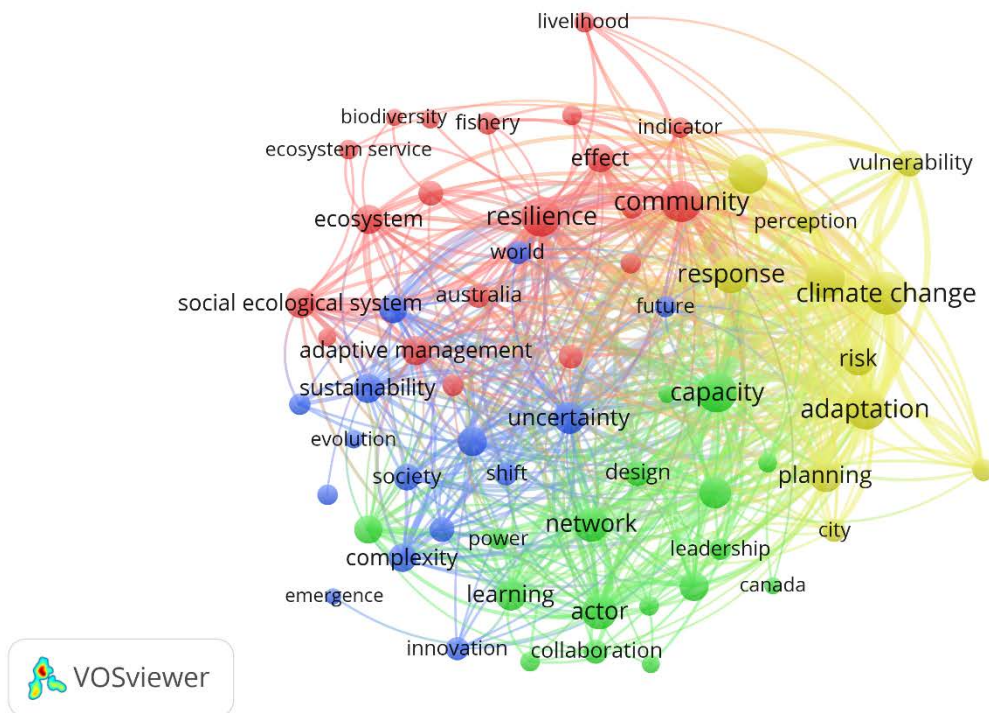 livelihood
biodiversity
fishery
indicator
ecosystem service
effect
vulnerability
community
ecosystem
resilience
perception
world
response
climate change
social ecological system
australia
future
adaptive management
risk
sustainability
capacity
uncertainty
adaptation
evolution
society
shift
design
planning
network
city
power
complexity
leadership
emergence
learning
canada
actor
innovation
collaboration
VOSviewer